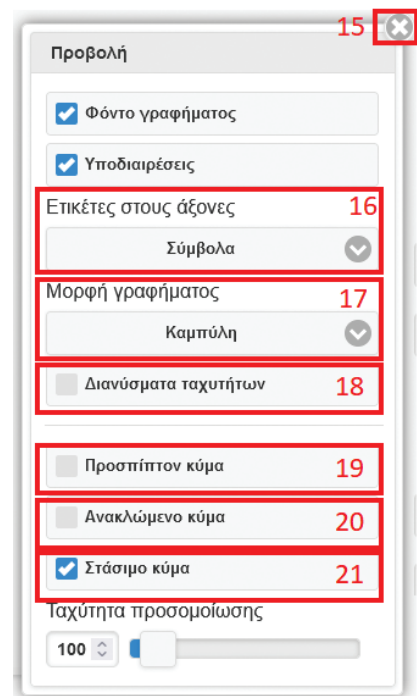 15
Προβολή
Φόντο γραφήματος
Υποδιαιρέσεις
Ετικέτες στους άξονες 16
Σύμβολα
Μορφή γραφήματος 17
Καμπύλη
Διανύσματα ταχυτήτων 18
Προσπίπτον κύμα 19
Ανακλώμενο κύμα 20
Στάσιμο κύμα 21
Ταχύτητα προσομοίωσης
100